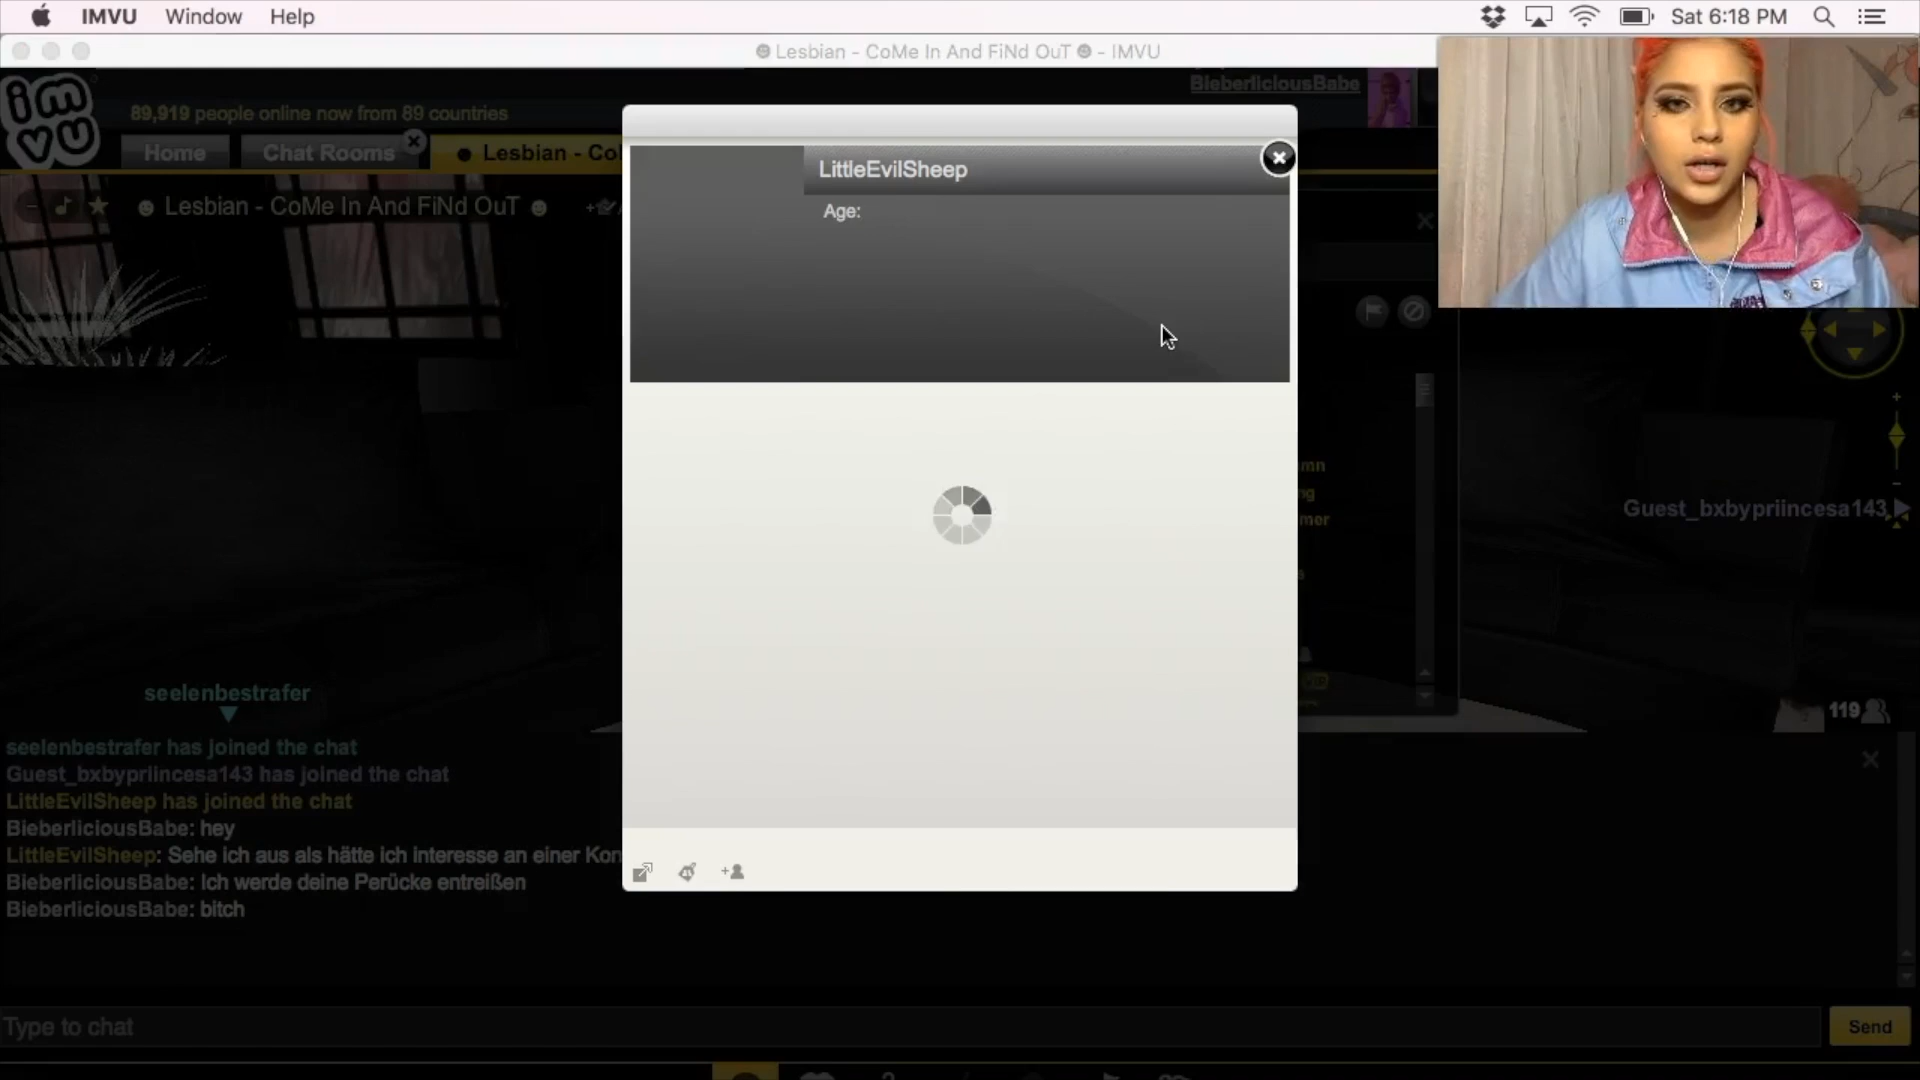 IMVU Window Help
Sat 6:18 PM
Lesbian - CoMe In And FiNd OuT - IMVU
imvu
89,919 people online now from 89 countries
BieberliciousBabe
Home
Chat Rooms
Lesbian - Co
Lesbian - CoMe In And FiNd OuT
LittleEvilSheep
Age:
mn
ng
mer
Guest_bxbypriincesa143
119
seelenbestrafer
seelenbestrafer has joined the chat
Guest_bxbypriincesa143 has joined the chat
LittleEvilSheep has joined the chat
BieberliciousBabe: hey
LittleEvilSheep: Sehe ich aus als hätte ich interesse an einer Kon
BieberliciousBabe: Ich werde deine Perücke entreißen
BieberliciousBabe: bitch
Type to chat
Send